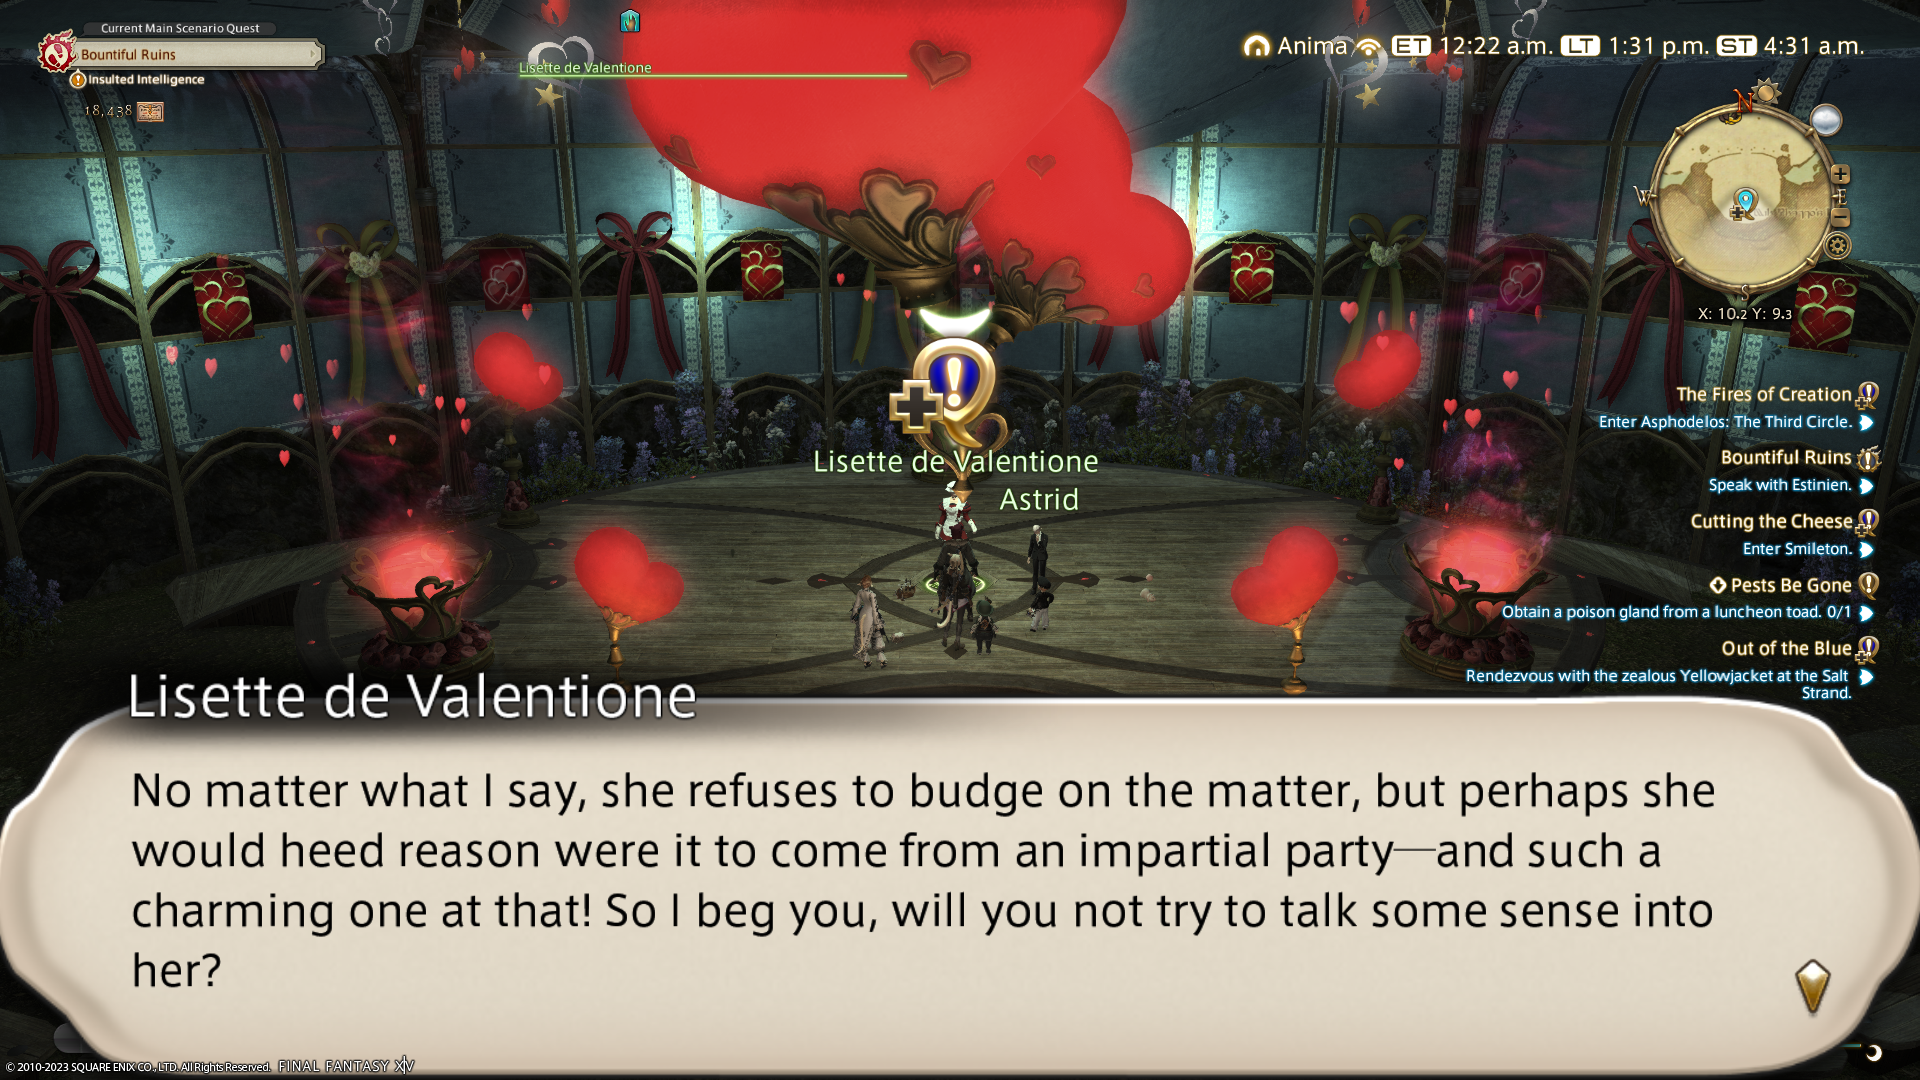 Current Main Scenario Quest
Bountiful Ruins
Insulted Intelligence
18,438
Lisette de Valentione
Anima ET 12:22 a.m. LT 1:31 p.m. ST 4:31 a.m.
N
W
E
S
X: 10.2 Y: 9.3
The Fires of Creation
Enter Asphodelos: The Third Circle.
Bountiful Ruins
Speak with Estinien.
Cutting the Cheese
Enter Smileton.
Pests Be Gone
Obtain a poison gland from a luncheon toad. 0/1
Out of the Blue
Rendezvous with the zealous Yellowjacket at the Salt
Strand.
Lisette de Valentione
Astrid
Lisette de Valentione
No matter what I say, she refuses to budge on the matter, but perhaps she
would heed reason were it to come from an impartial party—and such a
charming one at that! So I beg you, will you not try to talk some sense into
her?
© 2010-2023 SQUARE ENIX CO., LTD. All Rights Reserved. FINAL FANTASY XIV